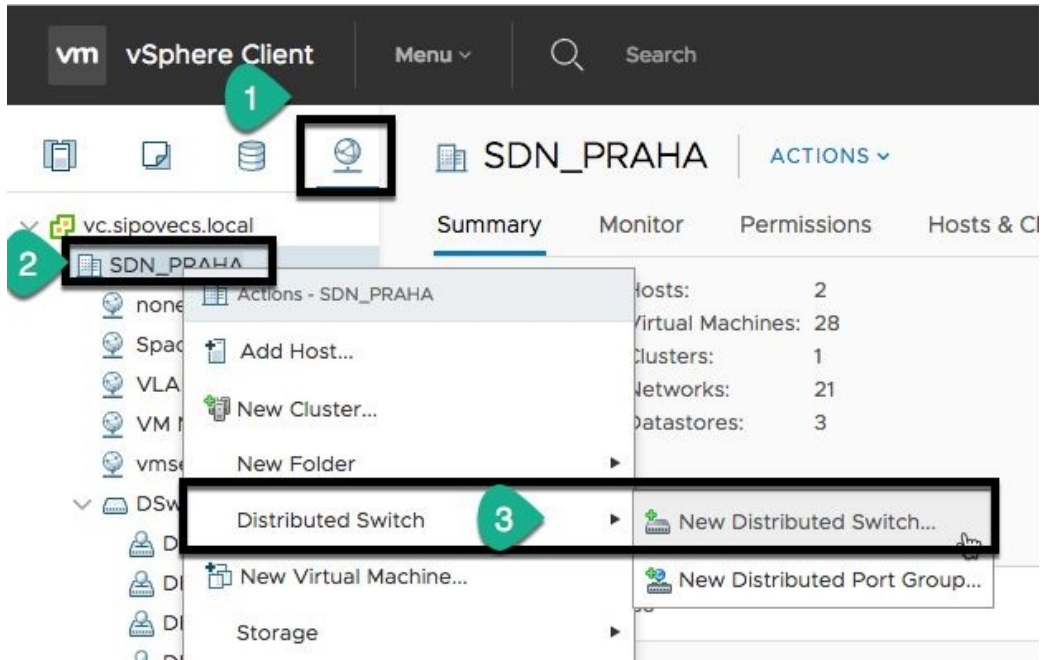 vm vSphere Client Menu Search
1
SDN_PRAHA ACTIONS
vc.sipovecs.local
Summary Monitor Permissions Hosts &
2 SDN_PRAHA
Actions - SDN_PRAHA
none
Hosts: 2
Virtual Machines: 28
Clusters: 1
Networks: 21
Datastores: 3
Add Host...
New Cluster...
New Folder
Distributed Switch 3 New Distributed Switch...
New Virtual Machine... New Distributed Port Group...
Storage